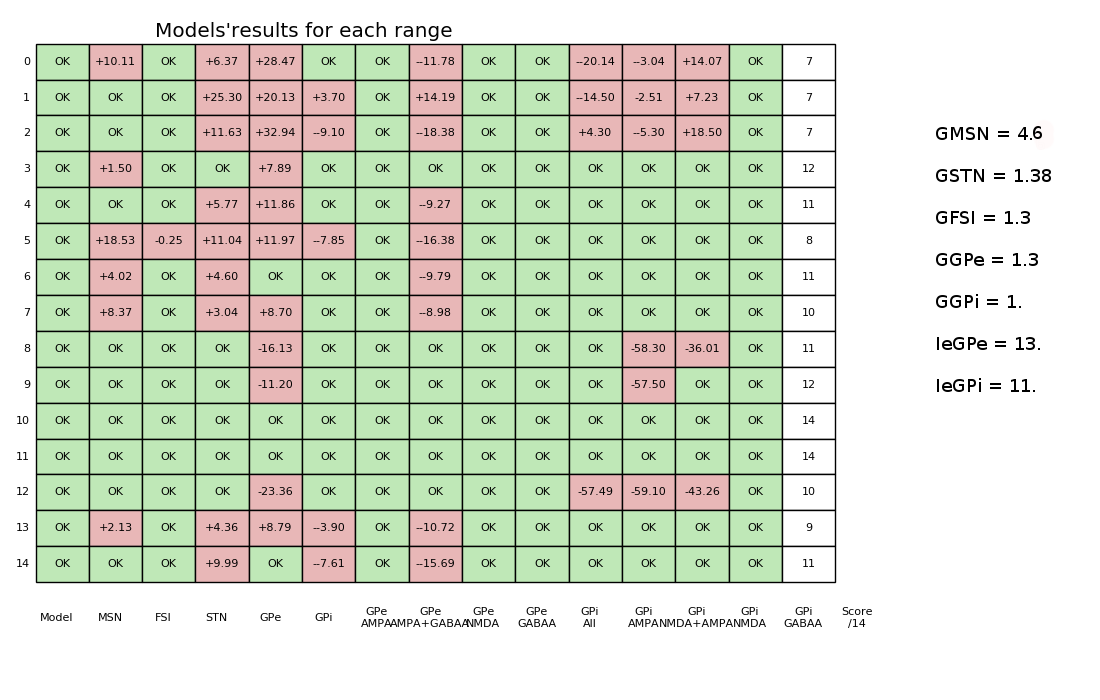 Models'results for each range
0 OK +10.11 OK +6.37 +28.47 OK OK --11.78 OK OK --20.14 --3.04 +14.07 OK 7
1 OK OK OK +25.30 +20.13 +3.70 OK +14.19 OK OK --14.50 -2.51 +7.23 OK 7
2 OK OK OK +11.63 +32.94 --9.10 OK --18.38 OK OK +4.30 --5.30 +18.50 OK 7
3 OK +1.50 OK OK +7.89 OK OK OK OK OK OK OK OK OK 12
4 OK OK OK +5.77 +11.86 OK OK --9.27 OK OK OK OK OK OK 11
5 OK +18.53 -0.25 +11.04 +11.97 --7.85 OK --16.38 OK OK OK OK OK OK 8
6 OK +4.02 OK +4.60 OK OK OK --9.79 OK OK OK OK OK OK 11
7 OK +8.37 OK +3.04 +8.70 OK OK --8.98 OK OK OK OK OK OK 10
8 OK OK OK OK -16.13 OK OK OK OK OK OK -58.30 -36.01 OK 11
9 OK OK OK OK -11.20 OK OK OK OK OK OK -57.50 OK OK 12
10 OK OK OK OK OK OK OK OK OK OK OK OK OK OK 14
11 OK OK OK OK OK OK OK OK OK OK OK OK OK OK 14
12 OK OK OK OK -23.36 OK OK OK OK OK -57.49 -59.10 -43.26 OK 10
13 OK +2.13 OK +4.36 +8.79 --3.90 OK --10.72 OK OK OK OK OK OK 9
14 OK OK OK +9.99 OK --7.61 OK --15.69 OK OK OK OK OK OK 11
Model MSN FSI STN GPe GPi GPe GPe GPe GPe GPi GPi GPi GPi GPi Score
AMPA AMPA+GABAA NMDA GABAA All AMPA NMDA+AMPA NMDA GABAA /14
GMSN = 4.6
GSTN = 1.38
GFSI = 1.3
GGPe = 1.3
GGPi = 1.
IeGPe = 13.
IeGPi = 11.